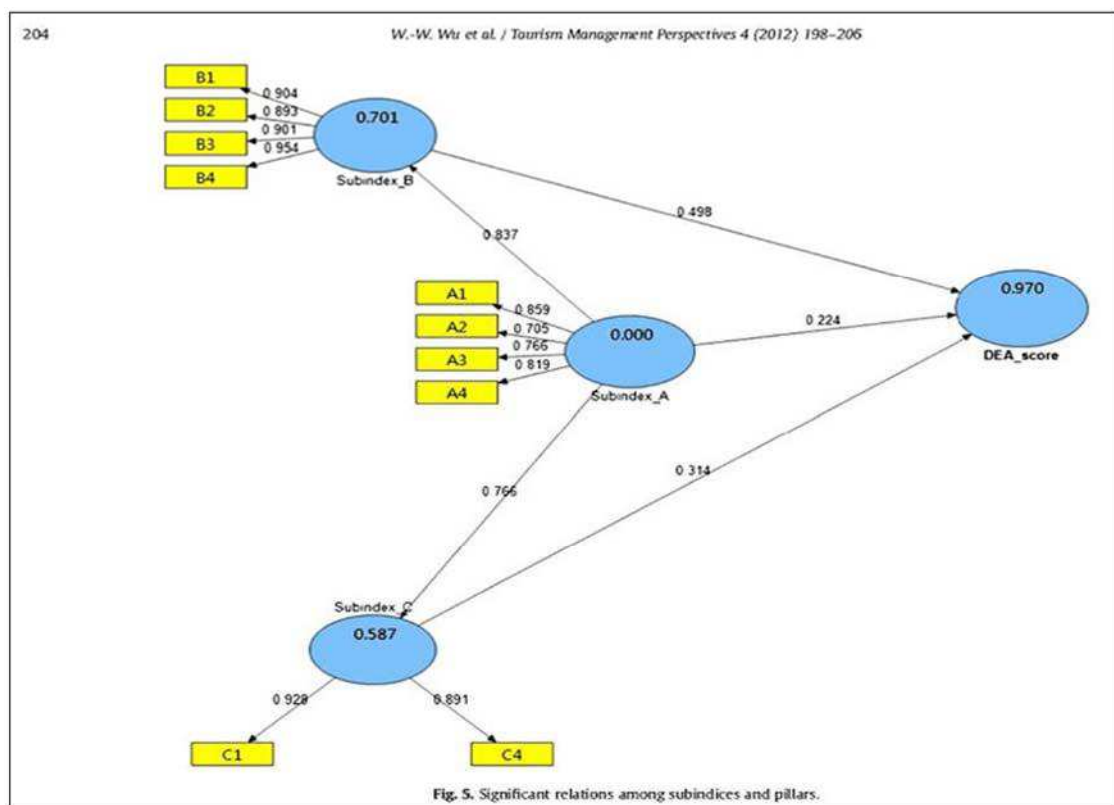 204
W.-W. Wu et al. / Tourism Management Perspectives 4 (2012) 198–206
B1
0.904
B2
0.893
0.701
B3
0.901
B4
0.954
Subindex_B
0.498
0.837
A1
0.859
0.970
A2
0.705
0.000
0.224
A3
0.766
DEA_score
A4
0.819
Subindex_A
0.314
0.766
Subindex_C
0.587
0.928
0.891
C1
C4
Fig. 5. Significant relations among subindices and pillars.